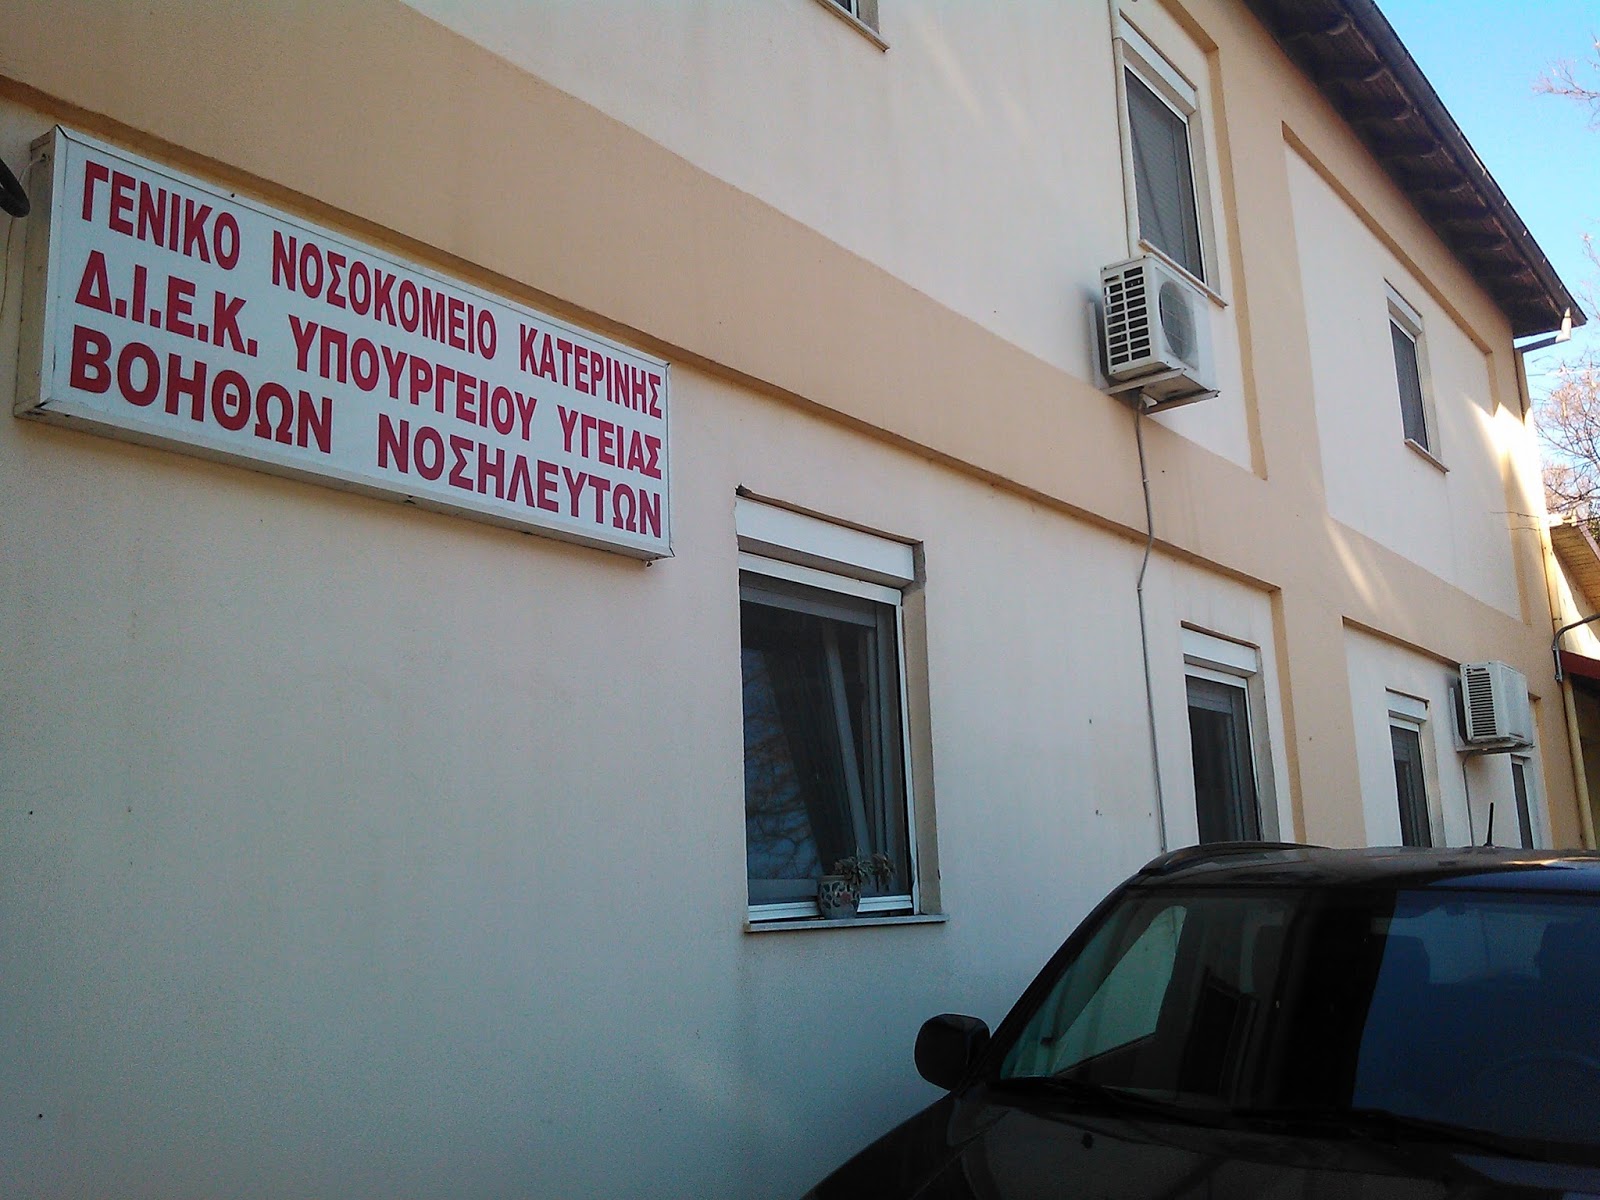 ΓΕΝΙΚΟ ΝΟΣΟΚΟΜΕΙΟ ΚΑΤΕΡΙΝΗΣ
Δ.Ι.Ε.Κ. ΥΠΟΥΡΓΕΙΟΥ ΥΓΕΙΑΣ
ΒΟΗΘΩΝ ΝΟΣΗΛΕΥΤΩΝ